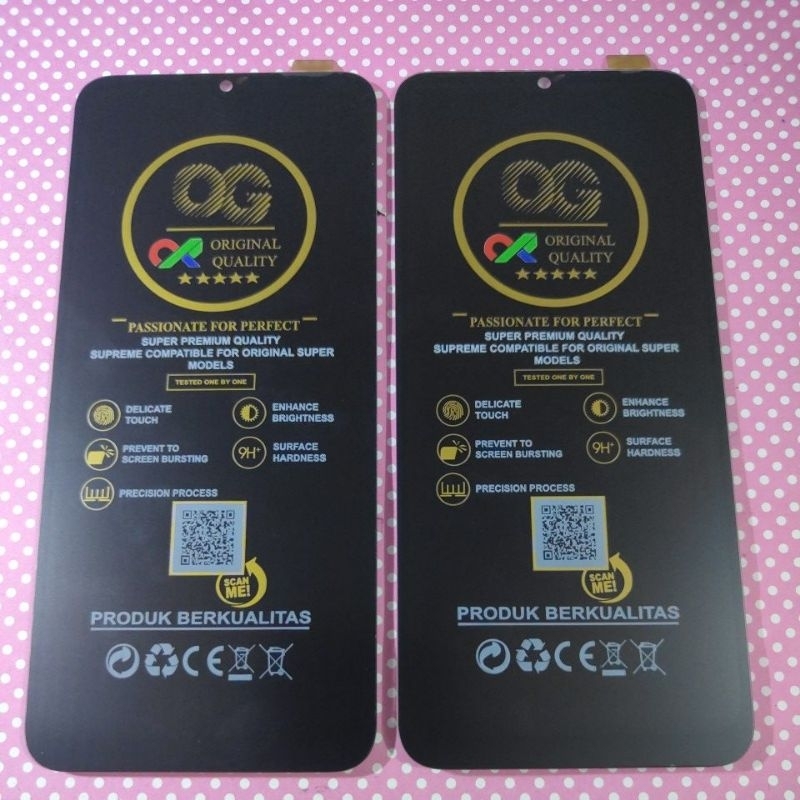 OG
ORIGINAL
QUALITY
PASSIONATE FOR PERFECT
SUPER PREMIUM QUALITY
SUPREME COMPATIBLE FOR ORIGINAL SUPER
MODELS
TESTED ONE BY ONE
DELICATE
TOUCH
ENHANCE
BRIGHTNESS
PREVENT TO
SCREEN BURSTING
9H+
SURFACE
HARDNESS
PRECISION PROCESS
SCAN
ME!
PRODUK BERKUALITAS
CE
OG
ORIGINAL
QUALITY
PASSIONATE FOR PERFECT
SUPER PREMIUM QUALITY
SUPREME COMPATIBLE FOR ORIGINAL SUPER
MODELS
TESTED ONE BY ONE
DELICATE
TOUCH
ENHANCE
BRIGHTNESS
PREVENT TO
SCREEN BURSTING
9H+
SURFACE
HARDNESS
PRECISION PROCESS
SCAN
ME!
PRODUK BERKUALITAS
CE